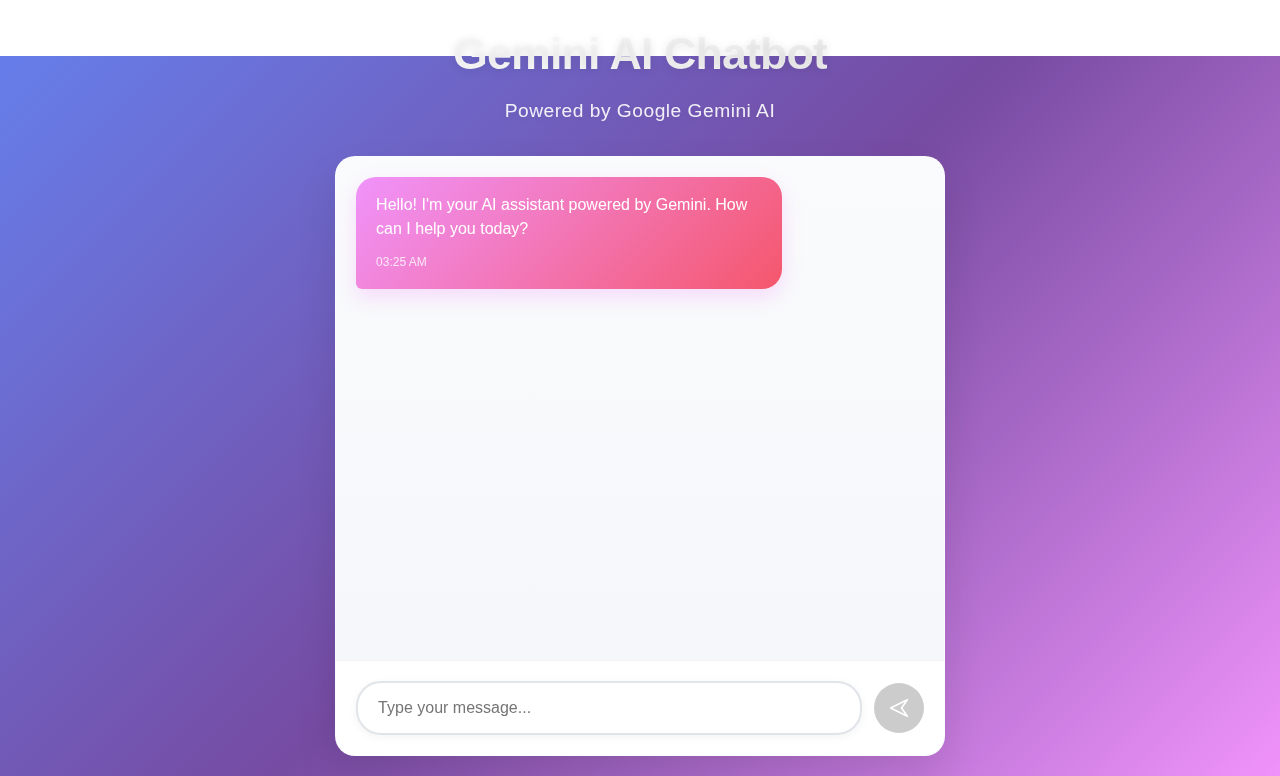 Gemini AI Chatbot
Powered by Google Gemini AI
Hello! I'm your AI assistant powered by Gemini. How
can I help you today?
03:25 AM
Type your message...